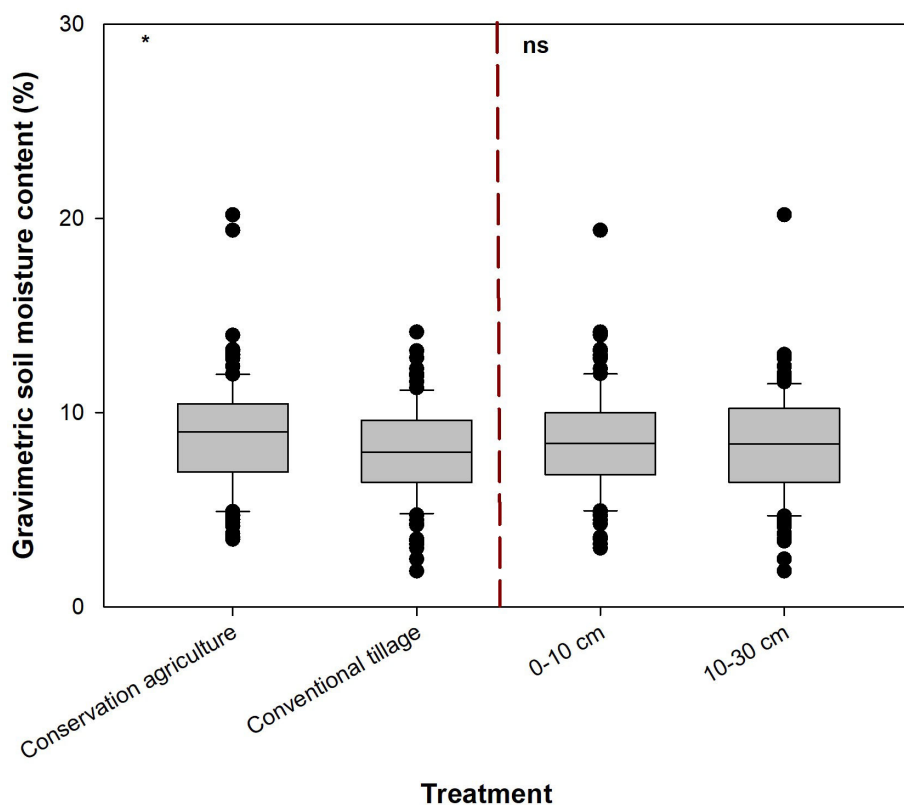 Gravimetric soil moisture content (%)
30
20
10
0
*
ns
Conservation agriculture
Conventional tillage
0-10 cm
10-30 cm
Treatment